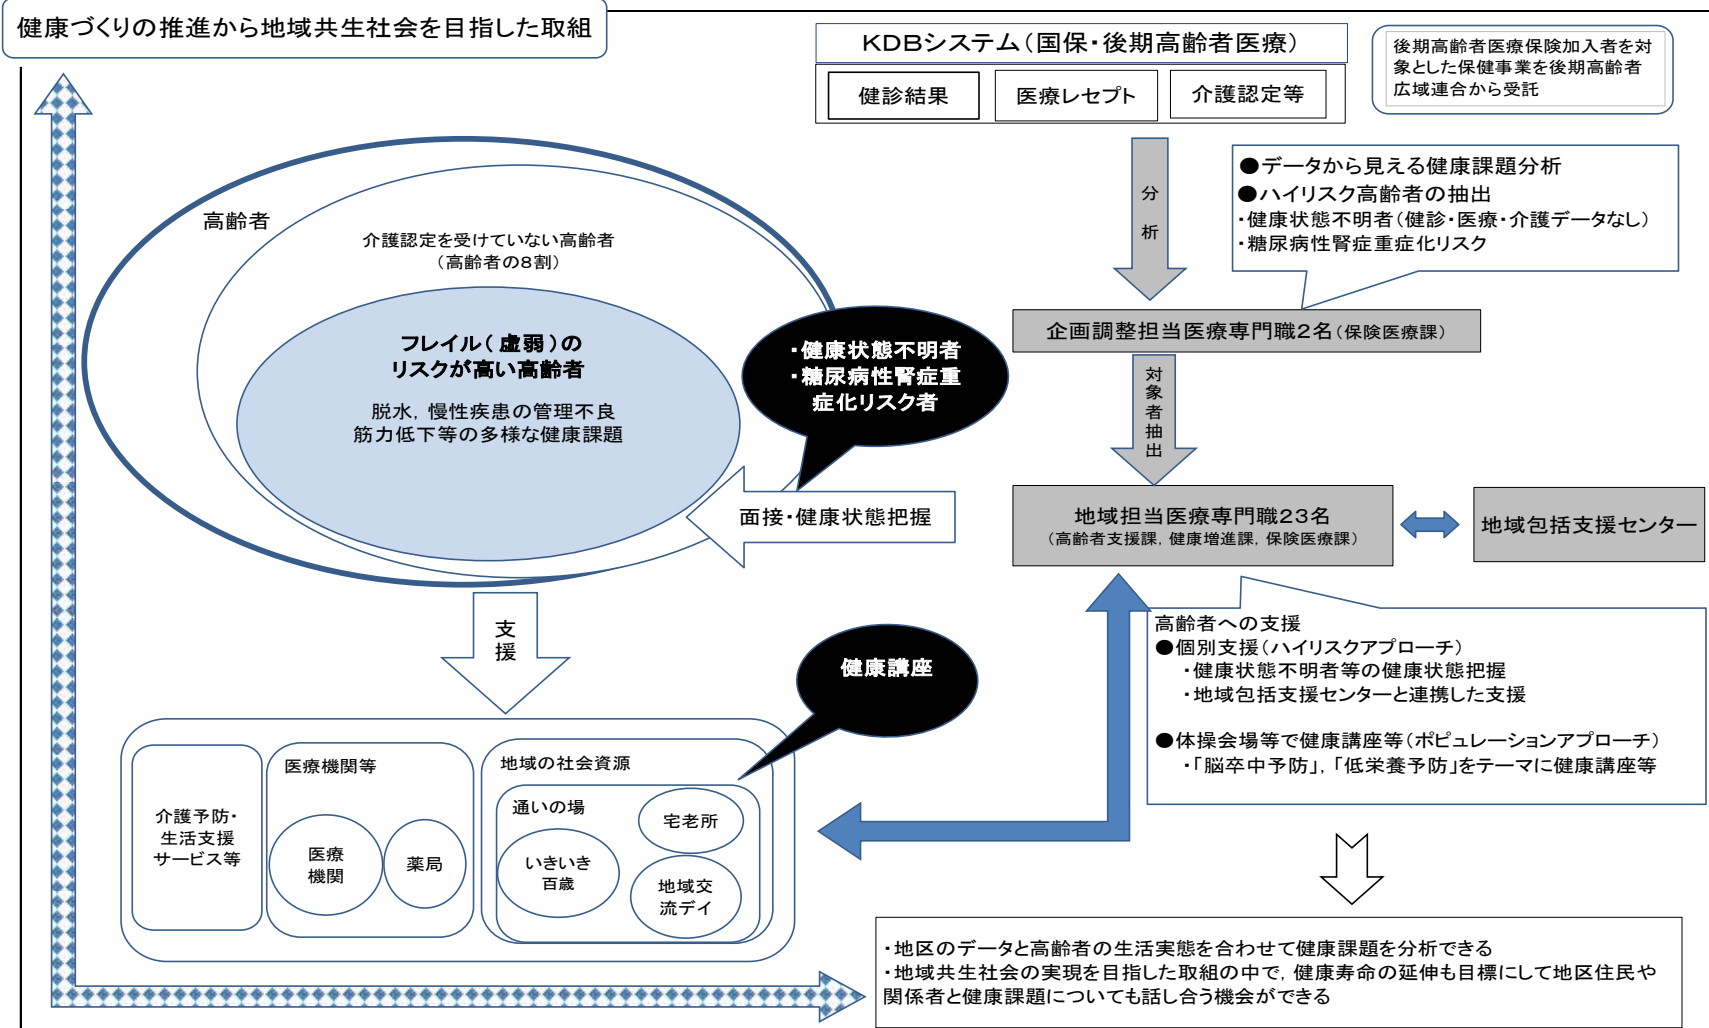 健康づくりの推進から地域共生社会を目指した取組
KDBシステム(国保・後期高齢者医療)
健診結果
医療レセプト
介護認定等
後期高齢者医療保険加入者を対
象とした保健事業を後期高齢者
広域連合から受託
分
析
●データから見える健康課題分析
●ハイリスク高齢者の抽出
・健康状態不明者(健診・医療・介護データなし)
・糖尿病性腎症重症化リスク
高齢者
介護認定を受けていない高齢者
(高齢者の8割)
フレイル(虚弱)の
リスクが高い高齢者
脱水,慢性疾患の管理不良
筋力低下等の多様な健康課題
・健康状態不明者
・糖尿病性腎症重
症化リスク者
企画調整担当医療専門職2名(保険医療課)
対
象
者
抽
出
面接・健康状態把握
地域担当医療専門職23名
(高齢者支援課,健康増進課,保険医療課)
地域包括支援センター
支
援
健康講座
高齢者への支援
●個別支援(ハイリスクアプローチ)
・健康状態不明者等の健康状態把握
・地域包括支援センターと連携した支援
●体操会場等で健康講座等(ポピュレーションアプローチ)
・「脳卒中予防」,「低栄養予防」をテーマに健康講座等
介護予防・
生活支援
サービス等
医療機関等
医療
機関
薬局
地域の社会資源
通いの場
宅老所
いきいき
百歳
地域交
流デイ
・地区のデータと高齢者の生活実態を合わせて健康課題を分析できる
・地域共生社会の実現を目指した取組の中で,健康寿命の延伸も目標にして地区住民や
関係者と健康課題についても話し合う機会ができる